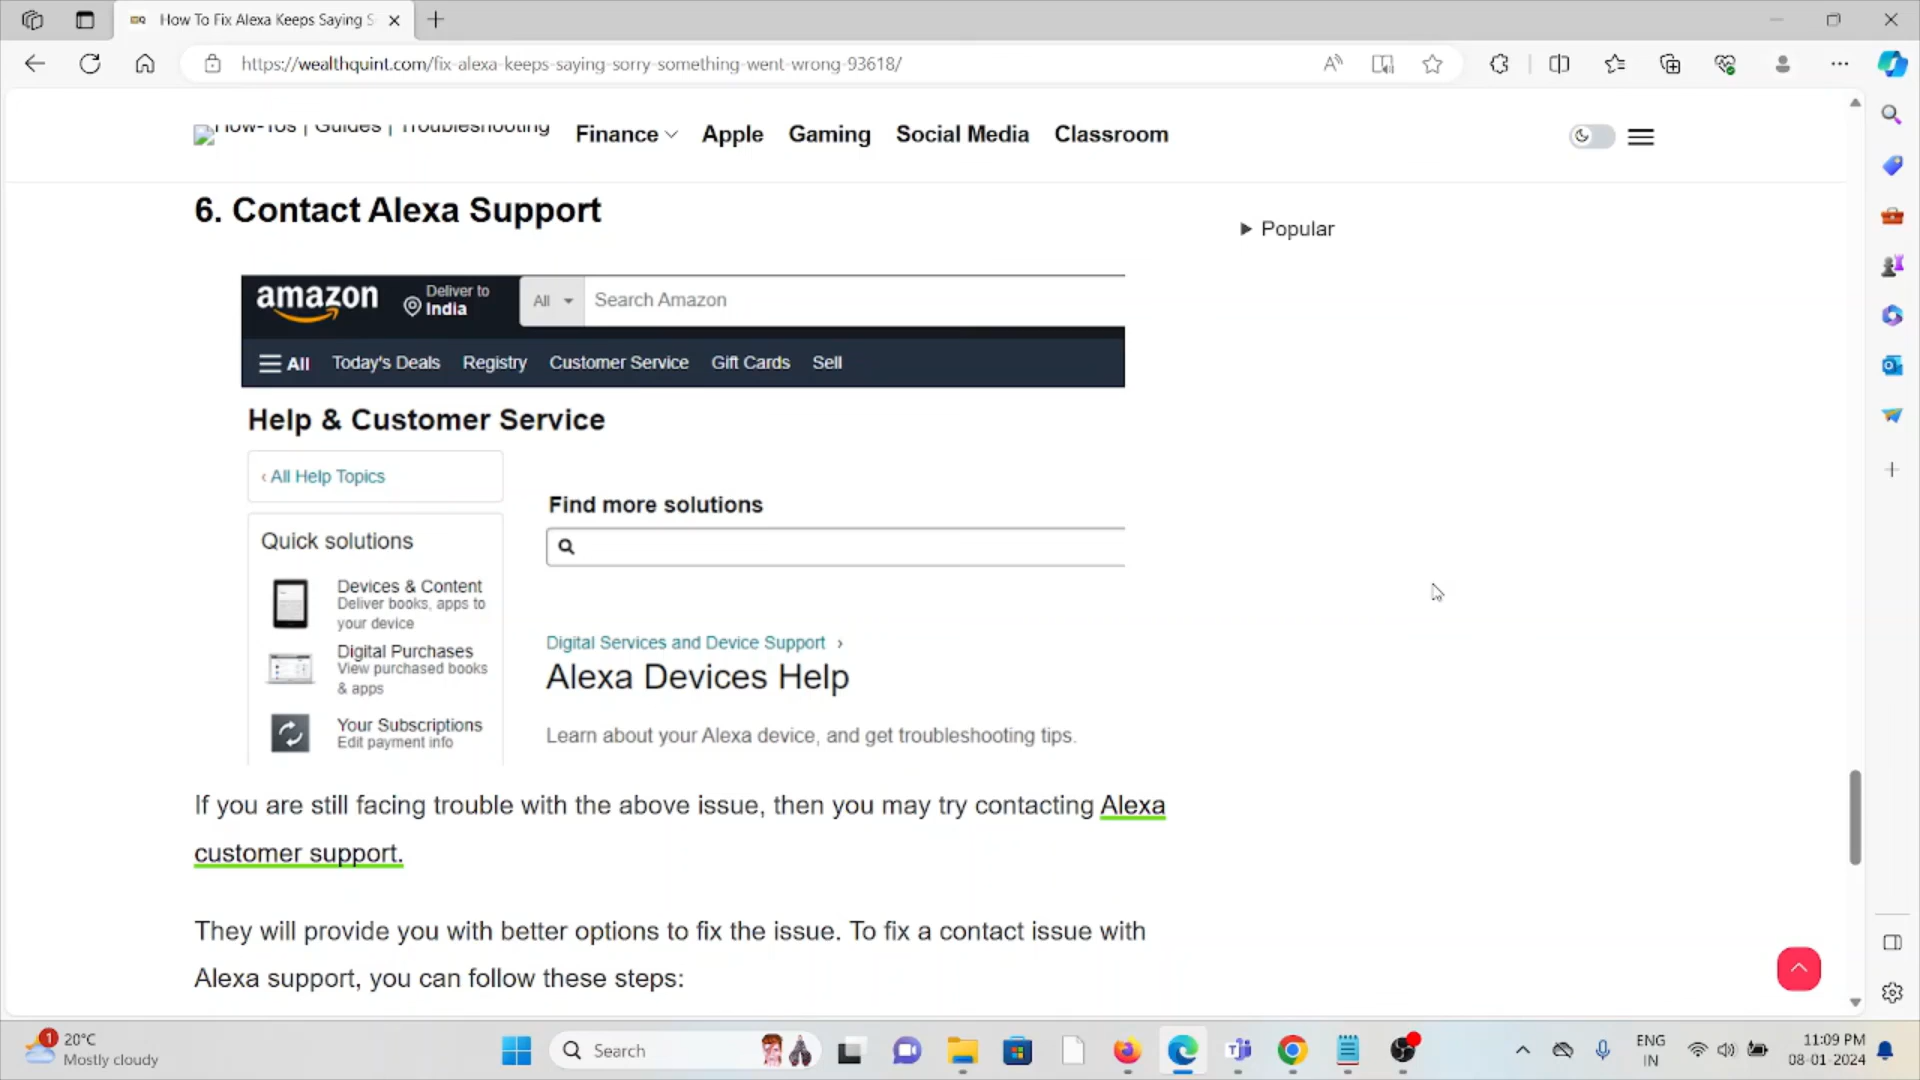 How To Fix Alexa Keeps Saying S
https://wealthquint.com/fix-alexa-keeps-saying-sorry-something-went-wrong-93618/
How-Tos | Guides | Troubleshooting
Finance
Apple
Gaming
Social Media
Classroom
6. Contact Alexa Support
Popular
amazon
Deliver to
India
All
Search Amazon
All
Today's Deals
Registry
Customer Service
Gift Cards
Sell
Help & Customer Service
‹ All Help Topics
Find more solutions
Quick solutions
Devices & Content
Deliver books, apps to
your device
Digital Purchases
View purchased books
& apps
Your Subscriptions
Edit payment info
Digital Services and Device Support ›
Alexa Devices Help
Learn about your Alexa device, and get troubleshooting tips.
If you are still facing trouble with the above issue, then you may try contacting Alexa
customer support.
They will provide you with better options to fix the issue. To fix a contact issue with
Alexa support, you can follow these steps:
1
20°C
Mostly cloudy
Search
ENG
IN
11:09 PM
08-01-2024